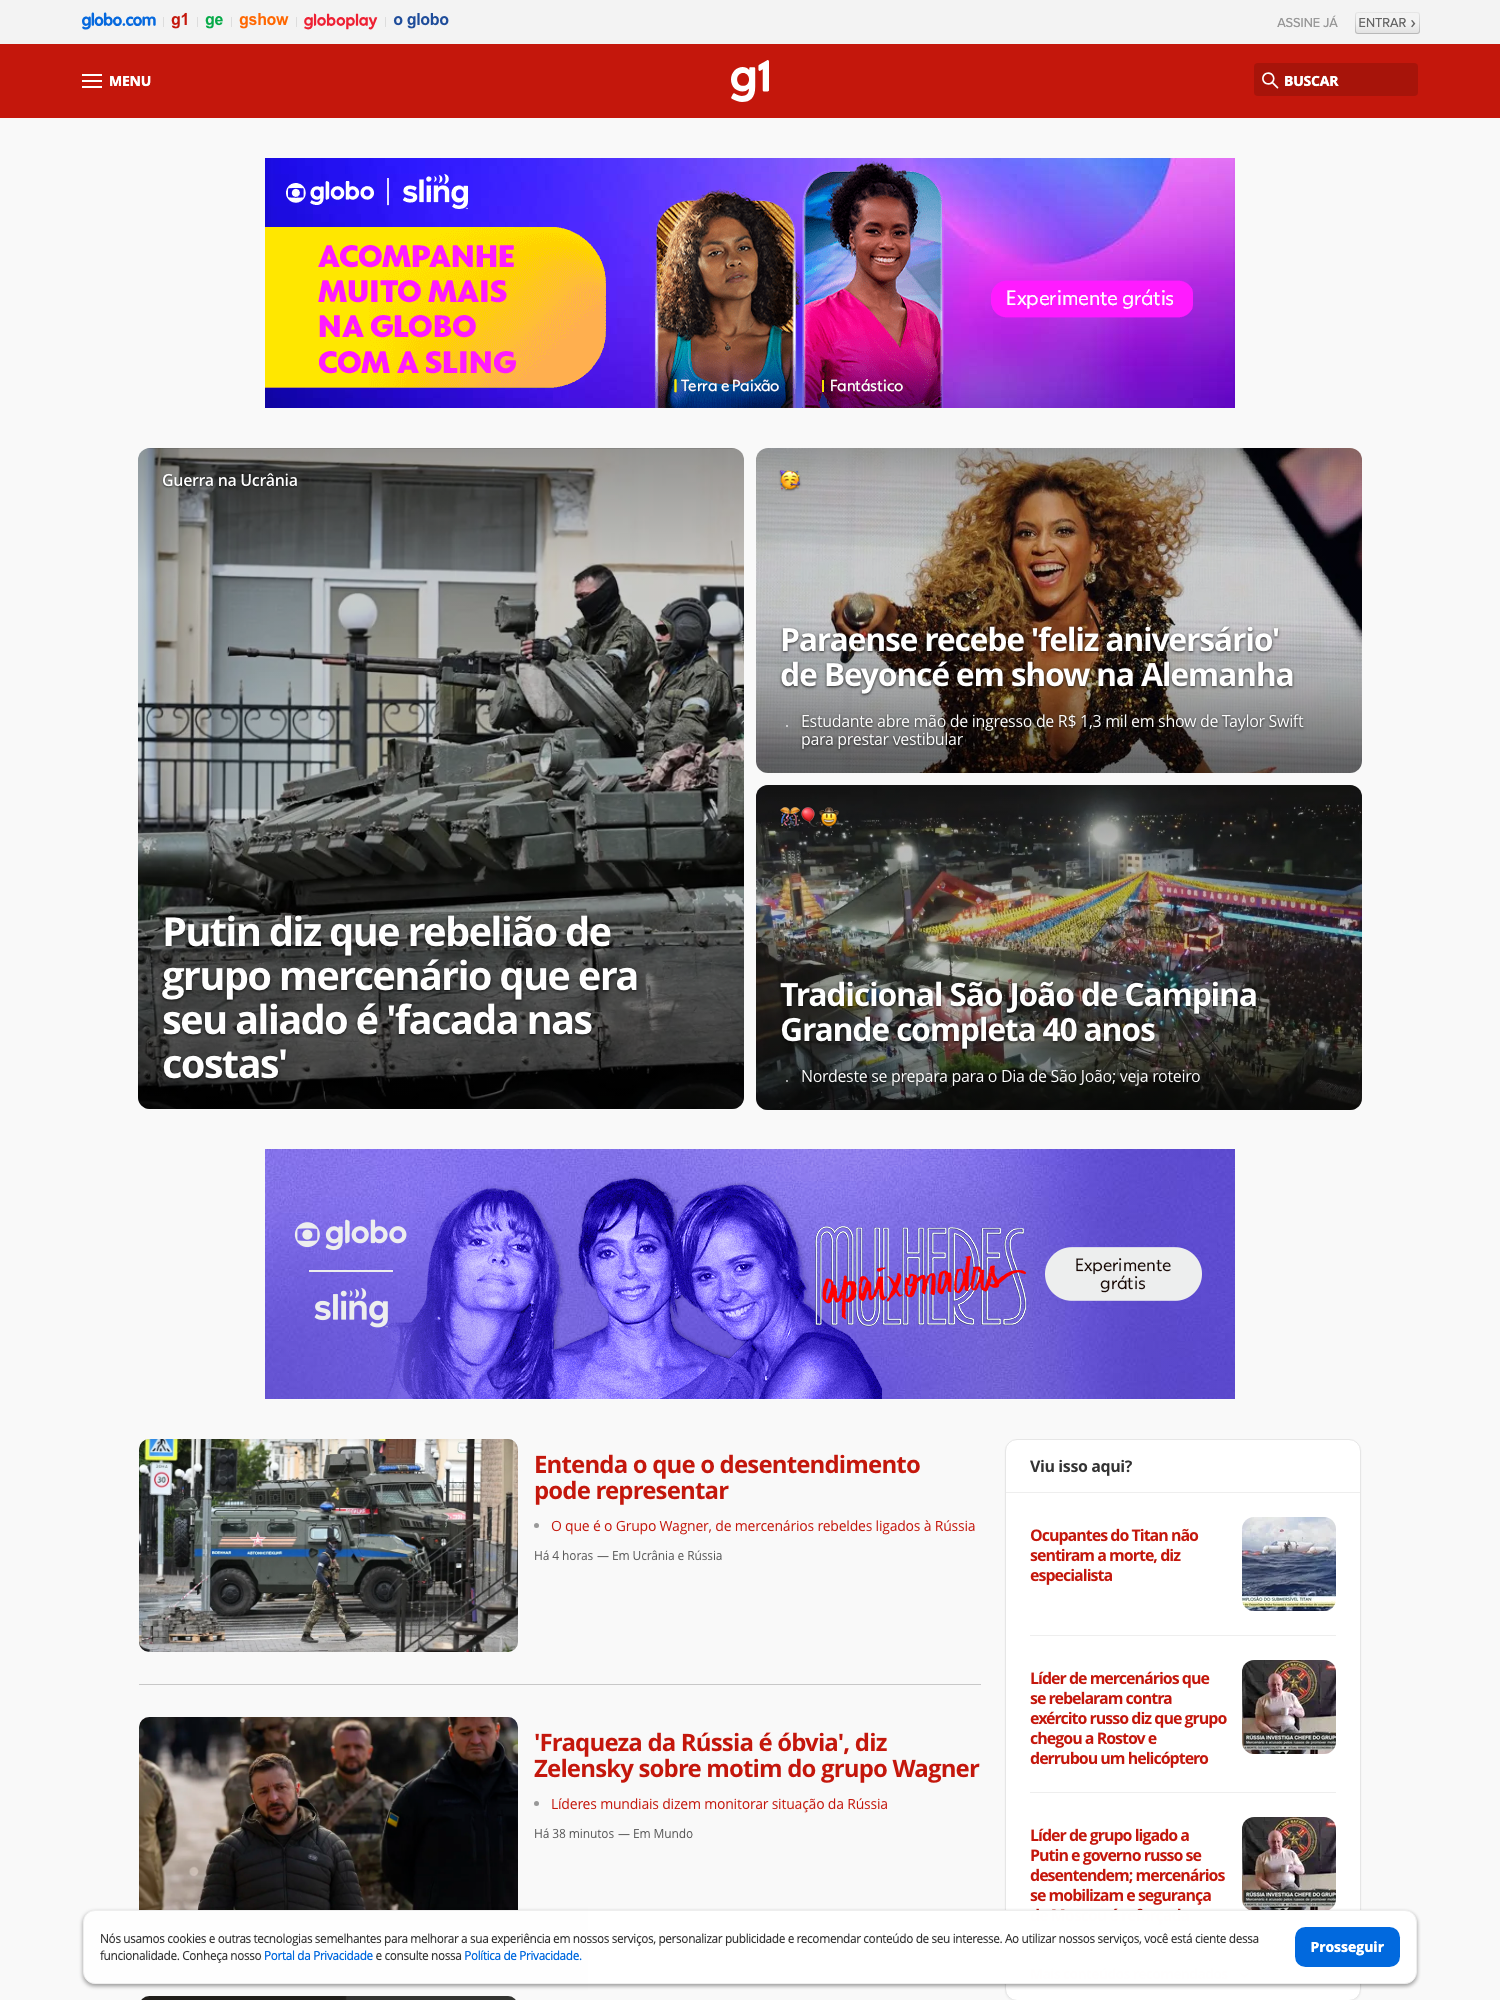 globo.com g1 ge gshow globoplay o globo
ASSINE JÁ ENTRAR ›
MENU
g1
BUSCAR
globo | sling
ACOMPANHE
MUITO MAIS
NA GLOBO
COM A SLING
Terra e Paixão
Fantástico
Experimente grátis
Guerra na Ucrânia
Putin diz que rebelião de
grupo mercenário que era
seu aliado é 'facada nas
costas'
Paraense recebe 'feliz aniversário'
de Beyoncé em show na Alemanha
. Estudante abre mão de ingresso de R$ 1,3 mil em show de Taylor Swift
para prestar vestibular
Tradicional São João de Campina
Grande completa 40 anos
. Nordeste se prepara para o Dia de São João; veja roteiro
globo
sling
MULHERES
apaixonadas
Experimente
grátis
30
Entenda o que o desentendimento
pode representar
• O que é o Grupo Wagner, de mercenários rebeldes ligados à Rússia
Há 4 horas — Em Ucrânia e Rússia
'Fraqueza da Rússia é óbvia', diz
Zelensky sobre motim do grupo Wagner
• Líderes mundiais dizem monitorar situação da Rússia
Há 38 minutos — Em Mundo
Viu isso aqui?
Ocupantes do Titan não
sentiram a morte, diz
especialista
Líder de mercenários que
se rebelaram contra
exército russo diz que grupo
chegou a Rostov e
derrubou um helicóptero
RÚSSIA INVESTIGA CHEFE DO GRUP
Líder de grupo ligado a
Putin e governo russo se
desentendem; mercenários
se mobilizam e segurança
RÚSSIA INVESTIGA CHEFE DO GRUP
Nós usamos cookies e outras tecnologias semelhantes para melhorar a sua experiência em nossos serviços, personalizar publicidade e recomendar conteúdo de seu interesse. Ao utilizar nossos serviços, você está ciente dessa
funcionalidade. Conheça nosso Portal da Privacidade e consulte nossa Política de Privacidade.
Prosseguir